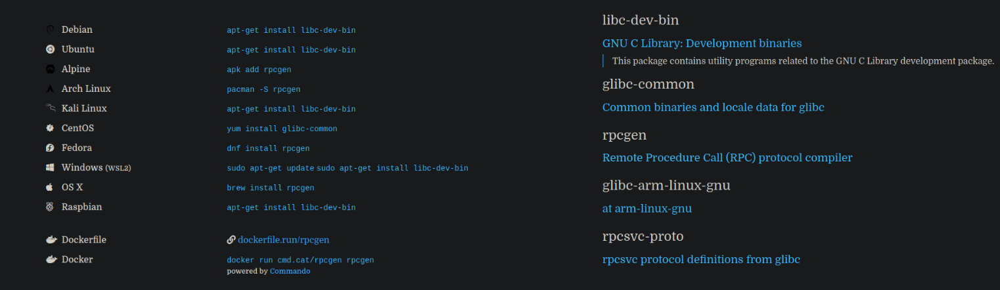 Debian apt-get install libc-dev-bin
Ubuntu apt-get install libc-dev-bin
Alpine apk add rpcgen
Arch Linux pacman -S rpcgen
Kali Linux apt-get install libc-dev-bin
CentOS yum install glibc-common
Fedora dnf install rpcgen
Windows (WSL2) sudo apt-get update sudo apt-get install libc-dev-bin
OS X brew install rpcgen
Raspbian apt-get install libc-dev-bin
Dockerfile dockerfile.run/rpcgen
Docker docker run cmd.cat/rpcgen rpcgen
powered by Commando
libc-dev-bin
GNU C Library: Development binaries
This package contains utility programs related to the GNU C Library development package.
glibc-common
Common binaries and locale data for glibc
rpcgen
Remote Procedure Call (RPC) protocol compiler
glibc-arm-linux-gnu
at arm-linux-gnu
rpcsvc-proto
rpcsvc protocol definitions from glibc